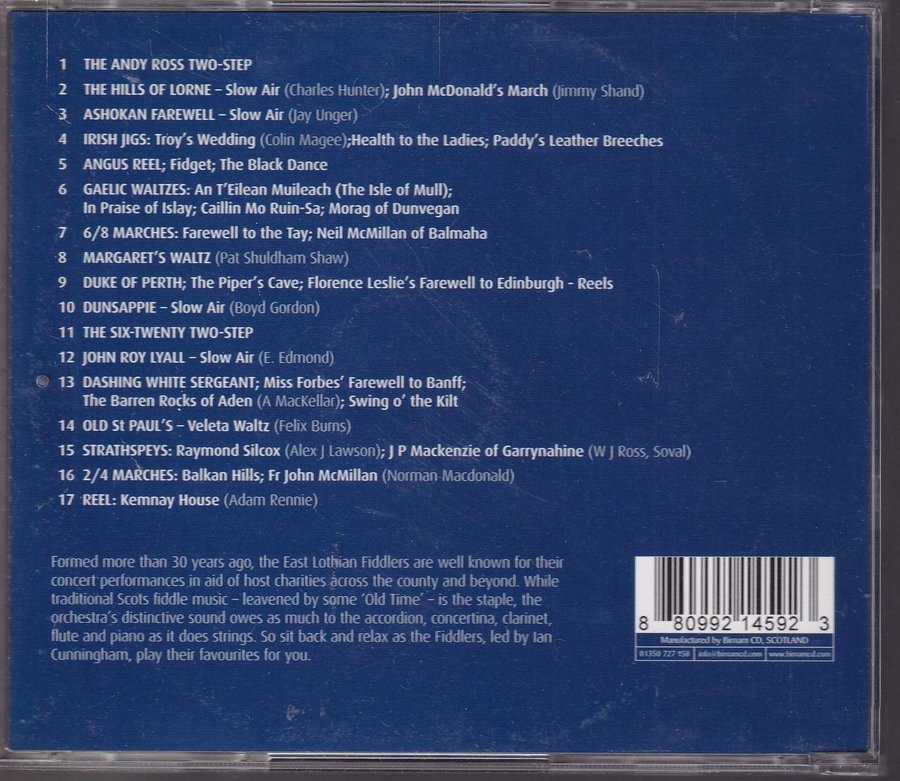 1 THE ANDY ROSS TWO-STEP
2 THE HILLS OF LORNE – Slow Air (Charles Hunter); John McDonald's March (Jimmy Shand)
3 ASHOKAN FAREWELL – Slow Air (Jay Unger)
4 IRISH JIGS: Troy's Wedding (Colin Magee);Health to the Ladies; Paddy's Leather Breeches
5 ANGUS REEL; Fidget; The Black Dance
6 GAELIC WALTZES: An T'Eilean Muileach (The Isle of Mull);
In Praise of Islay; Caillin Mo Ruin-Sa; Morag of Dunvegan
7 6/8 MARCHES: Farewell to the Tay; Neil McMillan of Balmaha
8 MARGARET'S WALTZ (Pat Shuldham Shaw)
9 DUKE OF PERTH; The Piper's Cave; Florence Leslie's Farewell to Edinburgh - Reels
10 DUNSAPPIE – Slow Air (Boyd Gordon)
11 THE SIX-TWENTY TWO-STEP
12 JOHN ROY LYALL – Slow Air (E. Edmond)
13 DASHING WHITE SERGEANT; Miss Forbes' Farewell to Banff;
The Barren Rocks of Aden (A MacKellar); Swing o' the Kilt
14 OLD St PAUL'S – Veleta Waltz (Felix Burns)
15 STRATHSPEYS: Raymond Silcox (Alex J Lawson); J P Mackenzie of Garrynahine (W J Ross, Soval)
16 2/4 MARCHES: Balkan Hills; Fr John McMillan (Norman Macdonald)
17 REEL: Kemnay House (Adam Rennie)
Formed more than 30 years ago, the East Lothian Fiddlers are well known for their
concert performances in aid of host charities across the county and beyond. While
traditional Scots fiddle music – leavened by some 'Old Time' – is the staple, the
orchestra's distinctive sound owes as much to the accordion, concertina, clarinet,
flute and piano as it does strings. So sit back and relax as the Fiddlers, led by Ian
Cunningham, play their favourites for you.
8 80992 14592 3
Manufactured by Birnam CD, SCOTLAND
01350 727 158 info@birnamcd.com www.birnamcd.com